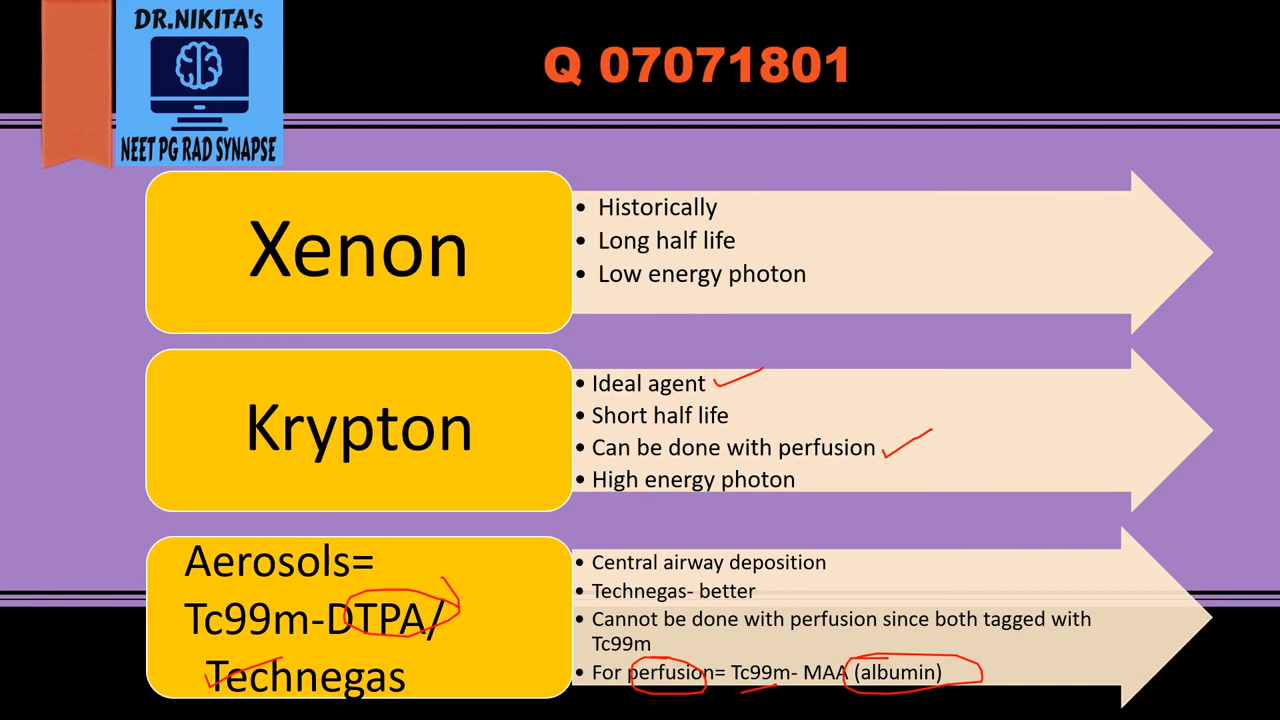 DR.NIKITA's
NEET PG RAD SYNAPSE
Q 07071801
Xenon
• Historically
• Long half life
• Low energy photon
Krypton
• Ideal agent
• Short half life
• Can be done with perfusion
• High energy photon
Aerosols=
Tc99m-DTPA/
Technegas
• Central airway deposition
• Technegas- better
• Cannot be done with perfusion since both tagged with
Tc99m
• For perfusion= Tc99m- MAA (albumin)